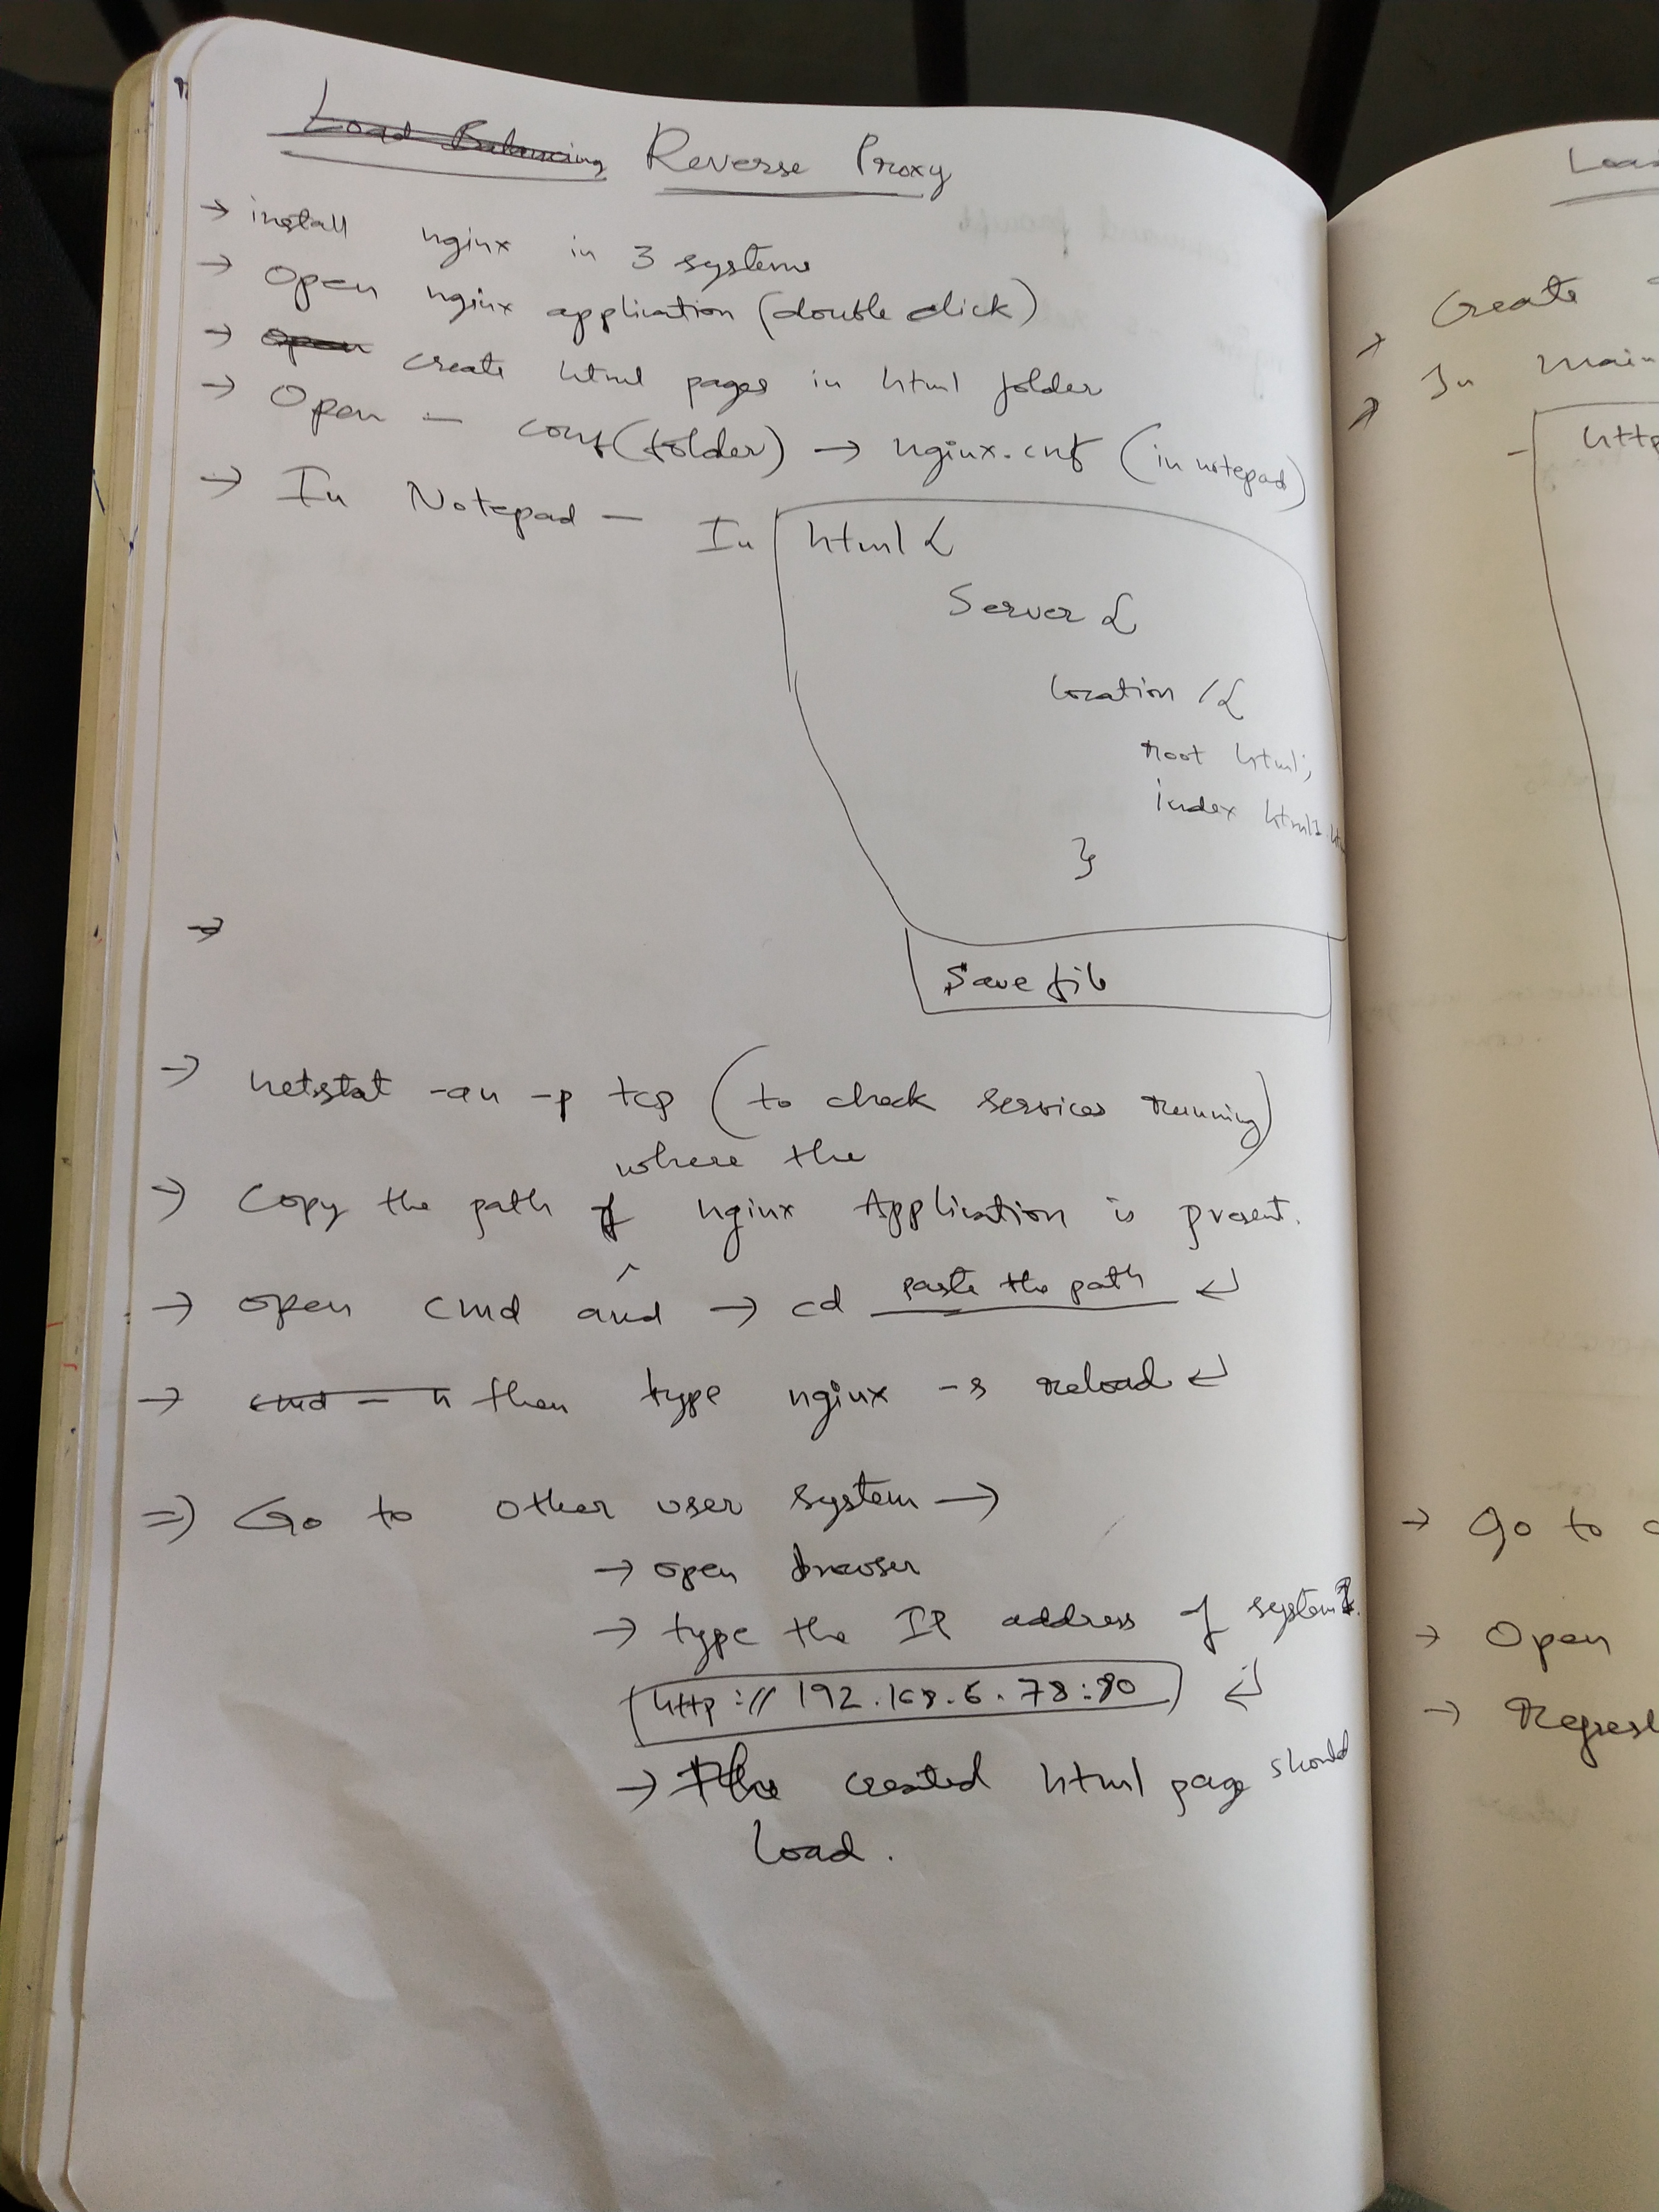 Load Balancing Reverse Proxy
→ install nginx in 3 systems
→ Open nginx application (double click)
→ Open create html pages in html folder
→ Open — conf (folder) → nginx.cnf (in notepad)
→ In Notepad — In html {
Server {
location / {
root html;
index html1.
}
→
Save file
→ netstat -an -p tcp (to check services running)
where the
→ Copy the path of nginx Application is present.
→ open cmd and → cd paste the path ↵
→ cmd – n then type nginx -s reload ↵
⇒ Go to other user system →
→ open browser
→ type the IP address of system
http://192.168.6.78:80 ↵
→ The created html page should
load.
Create
In main
http
→ Go to
→ Open
→